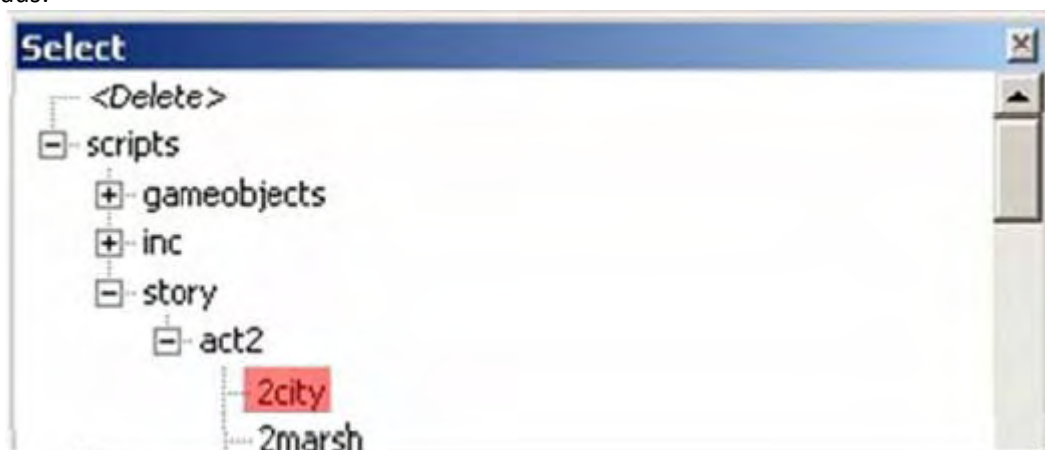 Select
<Delete>
scripts
gameobjects
inc
story
act2
2city
2marsh